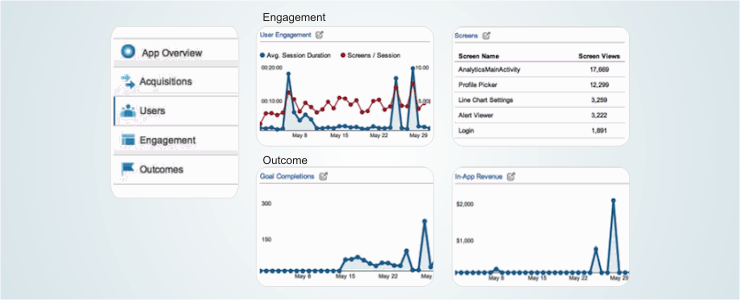 App Overview
Acquisitions
Users
Engagement
Outcomes
Engagement
User Engagement
Avg. Session Duration Screens / Session
00:20:00 10.00
00:10:00 5.00
May 8 May 15 May 22 May 29
Screens
Screen Name Screen Views
AnalyticsMainActivity 17,669
Profile Picker 12,299
Line Chart Settings 3,259
Alert Viewer 3,222
Login 1,891
Outcome
Goal Completions
300
150
May 8 May 15 May 22 May
In-App Revenue
$2,000
$1,000
May 8 May 15 May 22 May 29